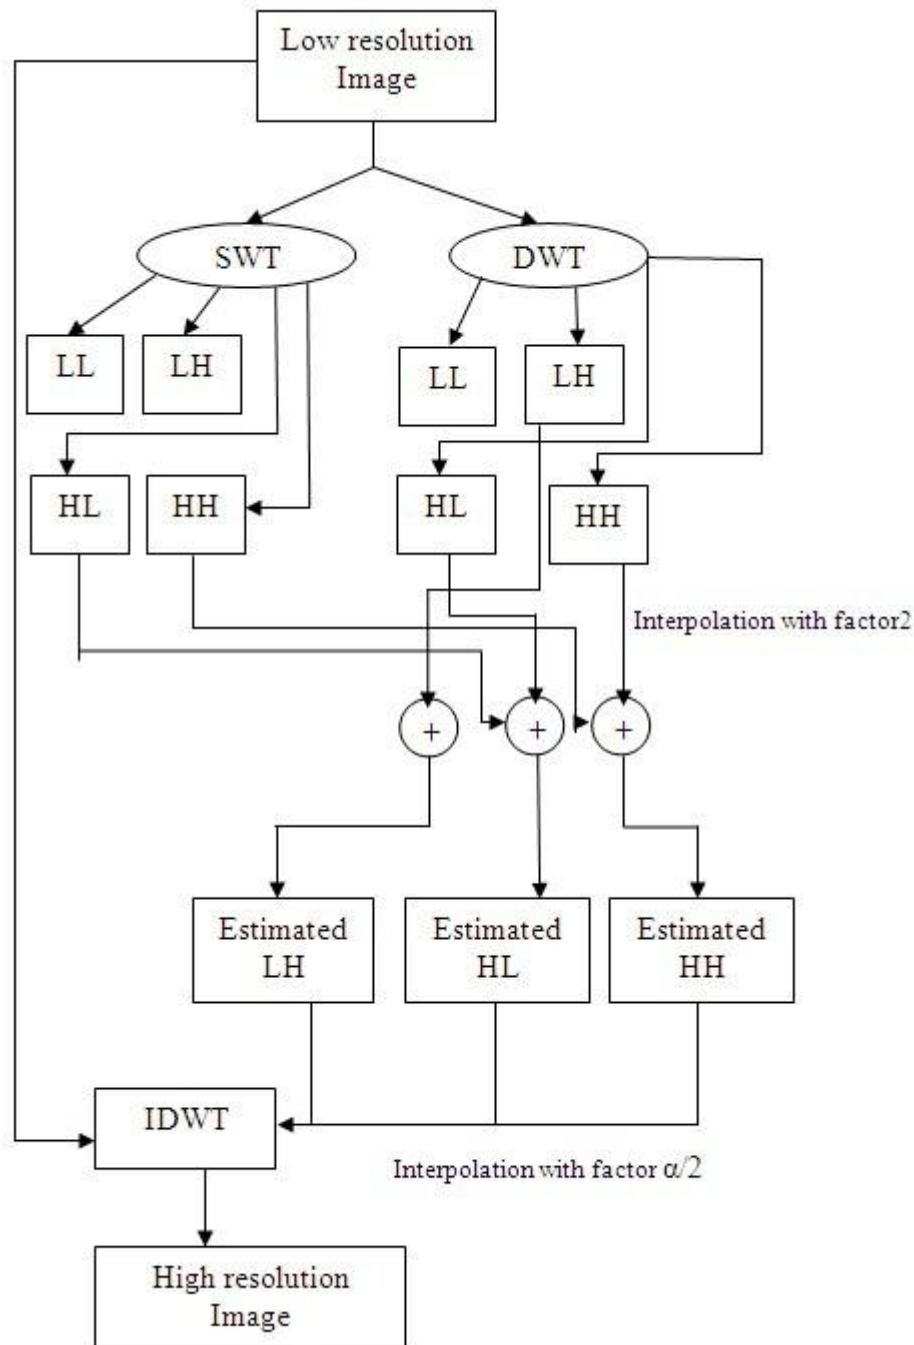 Low resolution
Image
SWT
DWT
LL
LH
LL
LH
HL
HH
HL
HH
Interpolation with factor2
+
+
+
Estimated
LH
Estimated
HL
Estimated
HH
IDWT
Interpolation with factor α/2
High resolution
Image